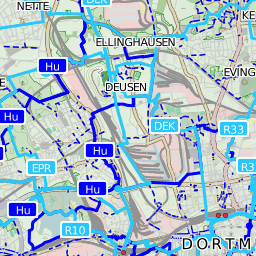 NETTE
DEK
KE
ELLINGHAUSEN
Hu
EVING
DEUSEN
Hu
Hu
DEK
R33
EPR
R3
Hu
Hu
R10
DORTM